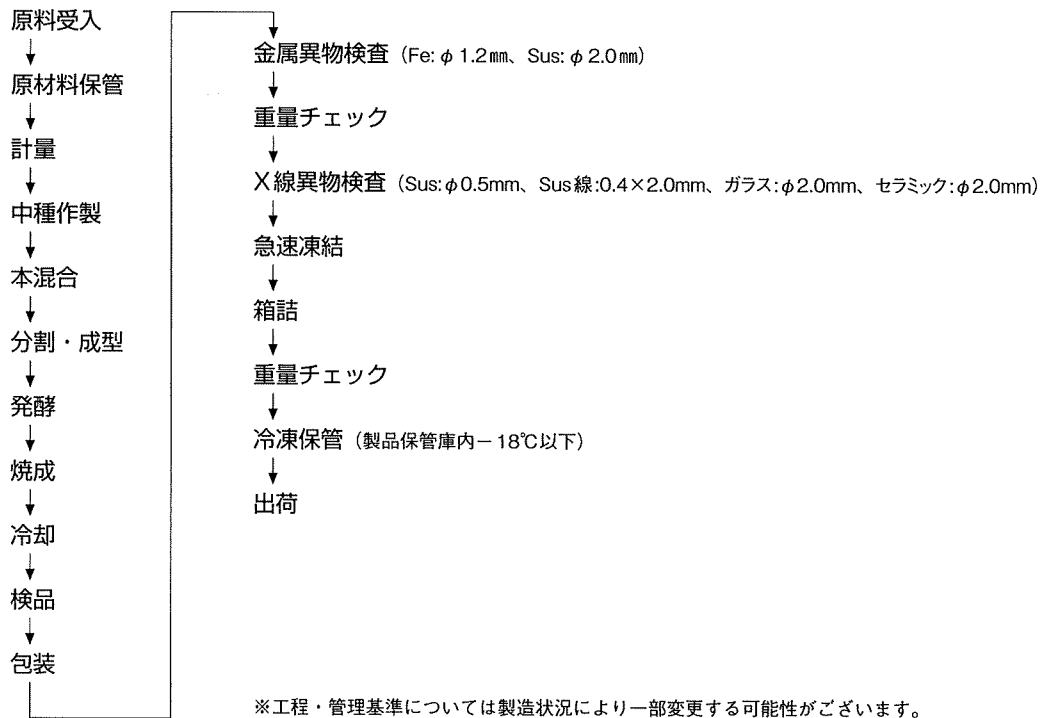 原料受入
原材料保管
計量
中種作製
本混合
分割・成型
発酵
焼成
冷却
検品
包装
金属異物検査（Fe:φ1.2㎜、Sus:φ2.0㎜）
重量チェック
X線異物検査（Sus:φ0.5mm、Sus線:0.4×2.0mm、ガラス:φ2.0mm、セラミック:φ2.0mm）
急速凍結
箱詰
重量チェック
冷凍保管（製品保管庫内－18℃以下）
出荷
※工程・管理基準については製造状況により一部変更する可能性がございます。